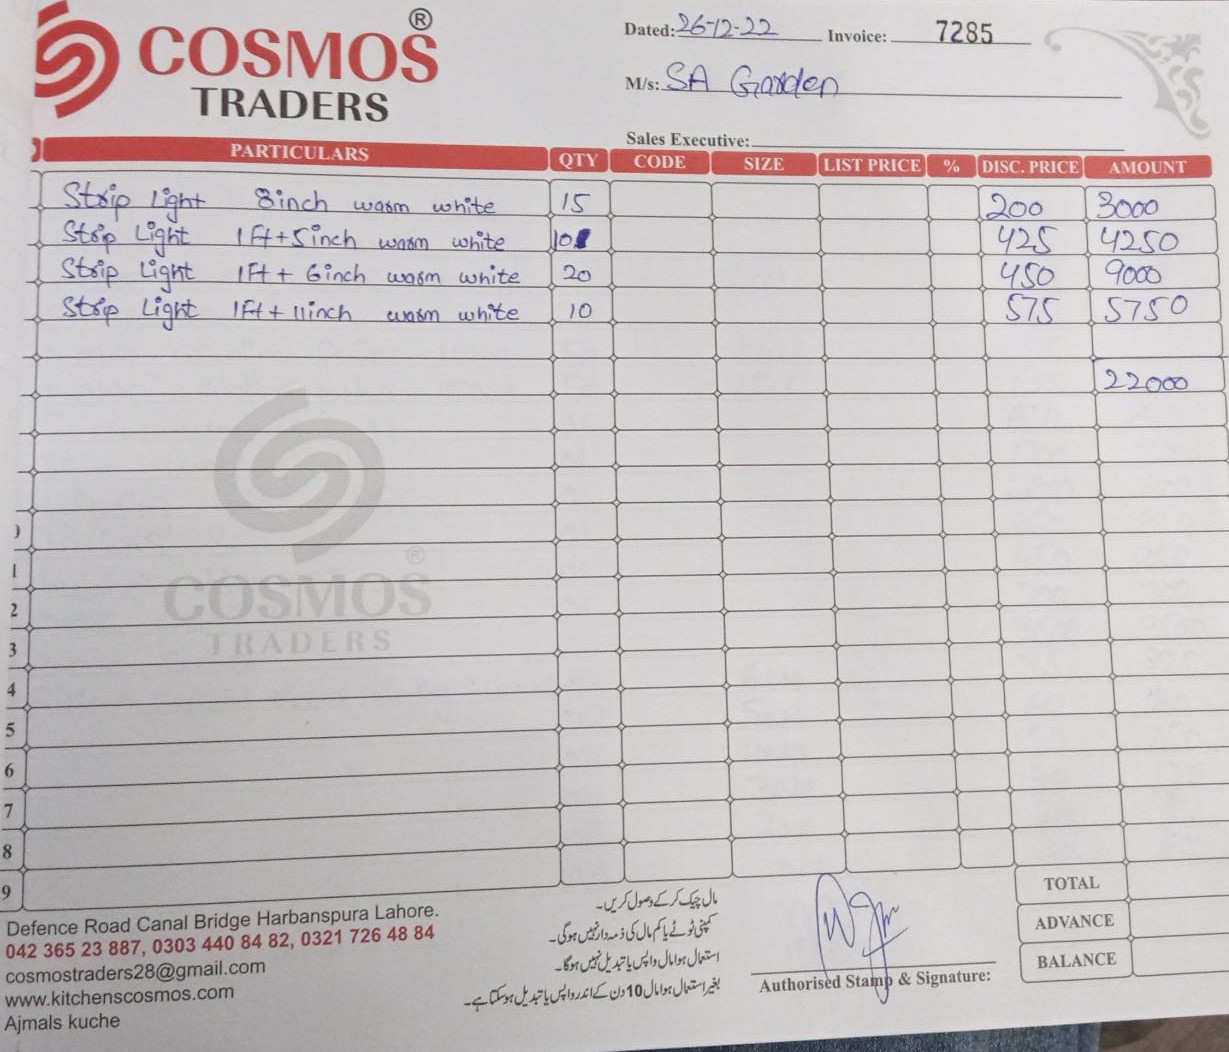 COSMOS ®
TRADERS
Dated: 26-12-22 Invoice: 7285
M/s: SA Garden
Sales Executive:
PARTICULARS QTY CODE SIZE LIST PRICE % DISC. PRICE AMOUNT
Strip Light 8inch warm white 15 200 3000
Strip Light 1Ft+5inch warm white 10 425 4250
Strip Light 1Ft+6inch warm white 20 450 9000
Strip Light 1Ft+11inch warm white 10 575 5750
22000
COSMOS ®
TRADERS
1
2
3
4
5
6
7
8
9
TOTAL
ADVANCE
BALANCE
Defence Road Canal Bridge Harbanspura Lahore.
042 365 23 887, 0303 440 84 82, 0321 726 48 84
cosmostraders28@gmail.com
www.kitchenscosmos.com
Ajmals kuche
مال چیک کر کے وصول کریں۔
کمپنی ٹوٹے یا کم مال کی ذمہ دار نہیں ہوگی۔
استعمال ہوا مال واپس یا تبدیل نہیں ہوگا۔
بغیر استعمال ہوا مال 10 دن کے اندر واپس یا تبدیل ہوسکتا ہے۔
Authorised Stamp & Signature: